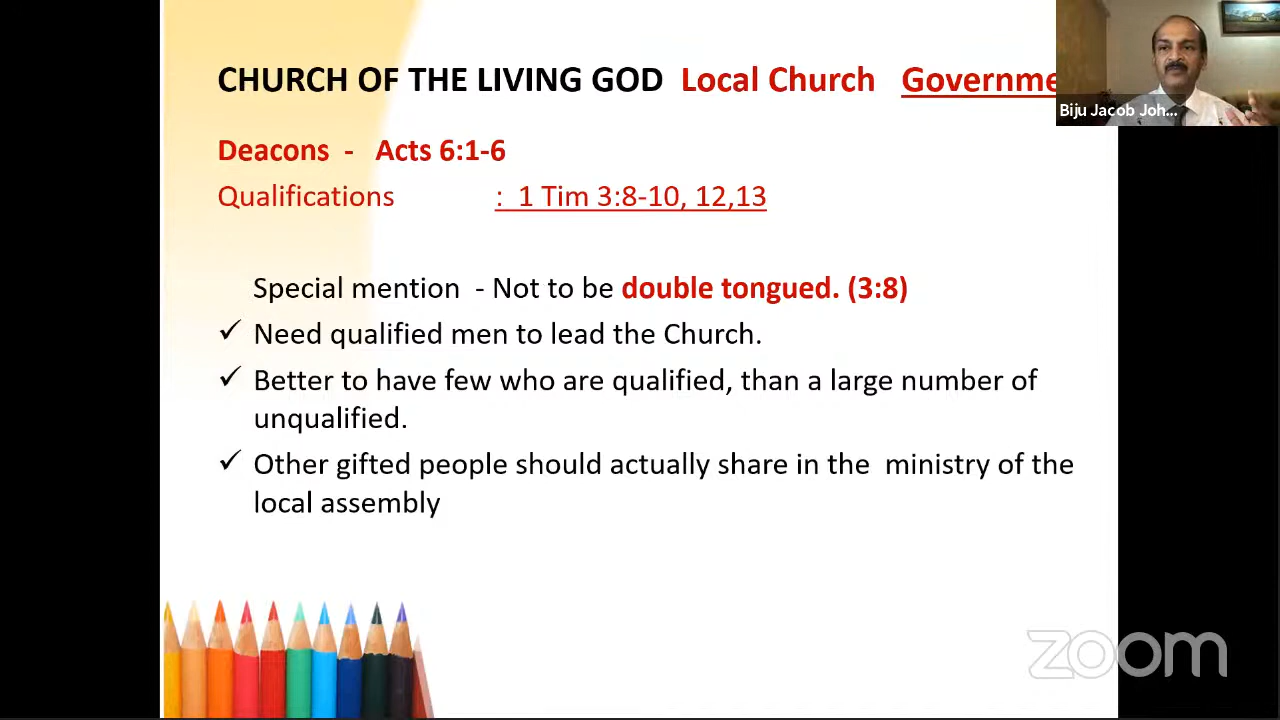 CHURCH OF THE LIVING GOD Local Church Governme
Biju Jacob Joh...
Deacons - Acts 6:1-6
Qualifications : 1 Tim 3:8-10, 12,13
Special mention - Not to be double tongued. (3:8)
✓ Need qualified men to lead the Church.
✓ Better to have few who are qualified, than a large number of
unqualified.
✓ Other gifted people should actually share in the ministry of the
local assembly
zoom